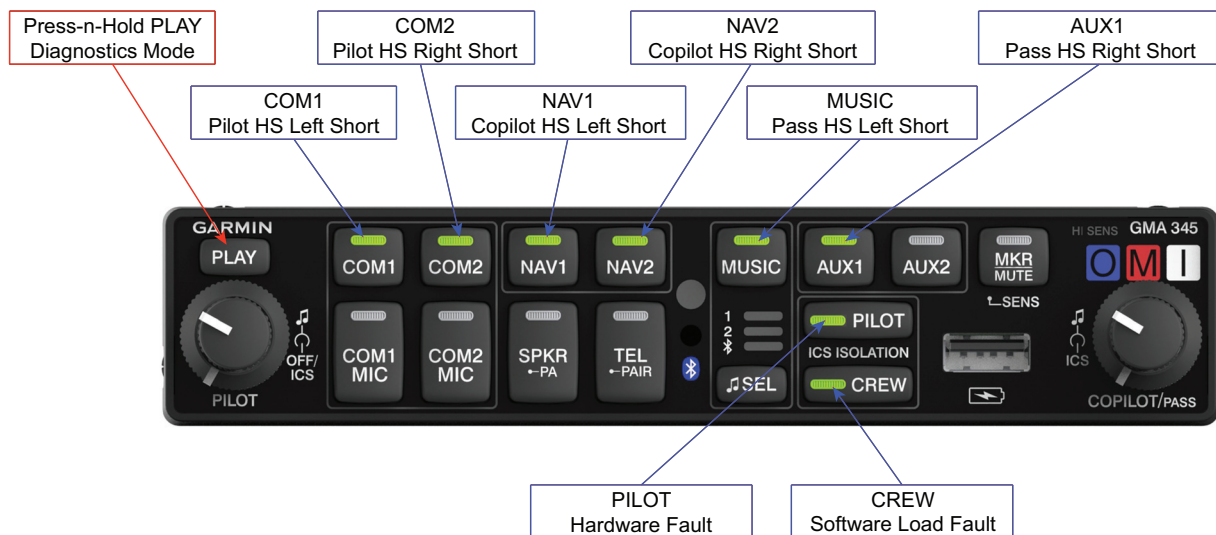 Press-n-Hold PLAY
Diagnostics Mode
COM2
Pilot HS Right Short
NAV2
Copilot HS Right Short
AUX1
Pass HS Right Short
COM1
Pilot HS Left Short
NAV1
Copilot HS Left Short
MUSIC
Pass HS Left Short
GARMIN
HI SENS
GMA 345
PLAY
COM1
COM2
NAV1
NAV2
MUSIC
AUX1
AUX2
MKR
MUTE
O M I
SENS
OFF/
ICS
PILOT
COM1
MIC
COM2
MIC
SPKR
PA
TEL
PAIR
1
2
SEL
PILOT
ICS ISOLATION
CREW
ICS
COPILOT/PASS
PILOT
Hardware Fault
CREW
Software Load Fault